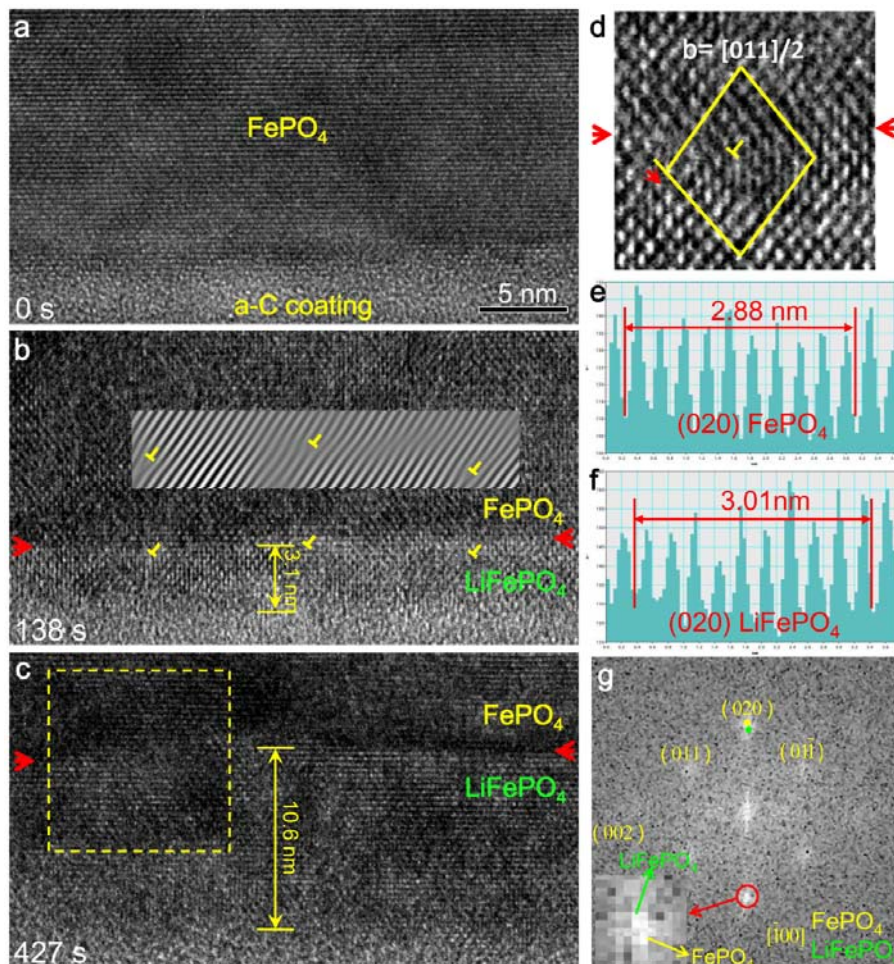 a
FePO₄
a-C coating
0 s
5 nm
b
FePO₄
3.1 nm
LiFePO₄
138 s
c
FePO₄
LiFePO₄
10.6 nm
427 s
d
b= [011]/2
e
2.88 nm
(020) FePO₄
f
3.01nm
(020) LiFePO₄
g
(020)
(011)
(011̄)
(002)
LiFePO₄
FePO₄
[1̄00] FePO₄
LiFePO